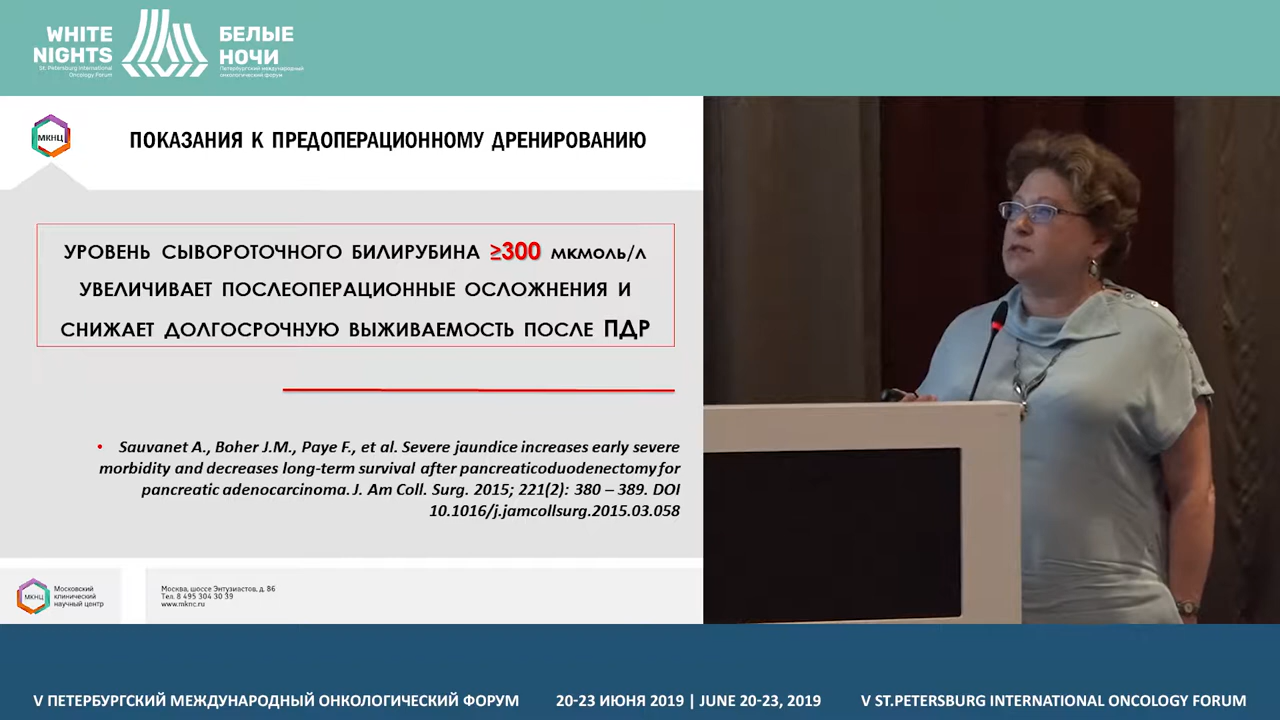 WHITE
NIGHTS
St. Petersburg International
Oncology Forum
БЕЛЫЕ
НОЧИ
Петербургский международный
онкологический форум
МКНЦ
ПОКАЗАНИЯ К ПРЕДОПЕРАЦИОННОМУ ДРЕНИРОВАНИЮ
УРОВЕНЬ СЫВОРОТОЧНОГО БИЛИРУБИНА ≥300 МКМОЛЬ/Л
УВЕЛИЧИВАЕТ ПОСЛЕОПЕРАЦИОННЫЕ ОСЛОЖНЕНИЯ И
СНИЖАЕТ ДОЛГОСРОЧНУЮ ВЫЖИВАЕМОСТЬ ПОСЛЕ ПДР
• Sauvanet A., Boher J.M., Paye F., et al. Severe jaundice increases early severe
morbidity and decreases long-term survival after pancreaticoduodenectomy for
pancreatic adenocarcinoma. J. Am Coll. Surg. 2015; 221(2): 380 – 389. DOI
10.1016/j.jamcollsurg.2015.03.058
МКНЦ
Московский
клинический
научный центр
Москва, шоссе Энтузиастов, д. 86
Тел. 8 495 304 30 39
www.mknc.ru
V ПЕТЕРБУРГСКИЙ МЕЖДУНАРОДНЫЙ ОНКОЛОГИЧЕСКИЙ ФОРУМ
20-23 ИЮНЯ 2019 | JUNE 20-23, 2019
V ST.PETERSBURG INTERNATIONAL ONCOLOGY FORUM